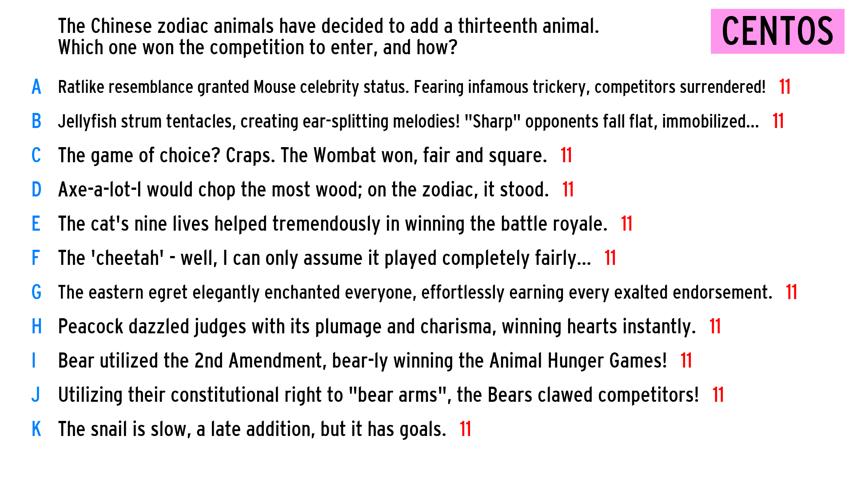 The Chinese zodiac animals have decided to add a thirteenth animal.
Which one won the competition to enter, and how?
CENTOS
A Ratlike resemblance granted Mouse celebrity status. Fearing infamous trickery, competitors surrendered! 11
B Jellyfish strum tentacles, creating ear-splitting melodies! "Sharp" opponents fall flat, immobilized... 11
C The game of choice? Craps. The Wombat won, fair and square. 11
D Axe-a-lot-l would chop the most wood; on the zodiac, it stood. 11
E The cat's nine lives helped tremendously in winning the battle royale. 11
F The 'cheetah' - well, I can only assume it played completely fairly... 11
G The eastern egret elegantly enchanted everyone, effortlessly earning every exalted endorsement. 11
H Peacock dazzled judges with its plumage and charisma, winning hearts instantly. 11
I Bear utilized the 2nd Amendment, bear-ly winning the Animal Hunger Games! 11
J Utilizing their constitutional right to "bear arms", the Bears clawed competitors! 11
K The snail is slow, a late addition, but it has goals. 11